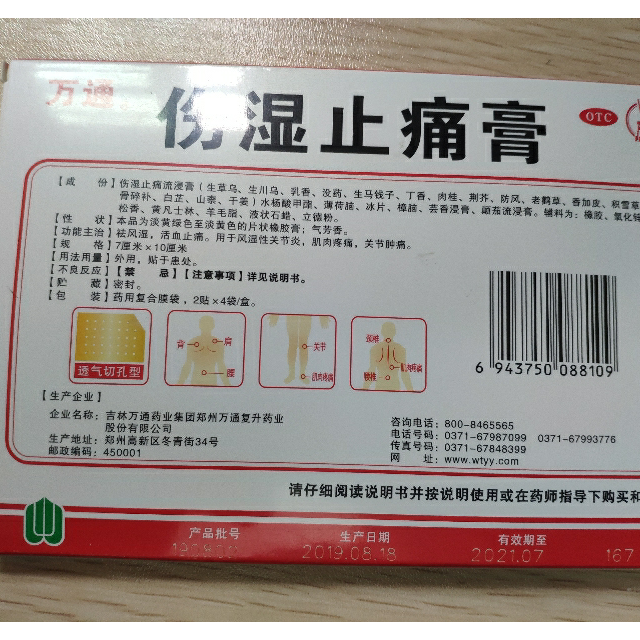 万通
伤湿止痛膏
OTC
【成 份】伤湿止痛流浸膏（生草乌、生川乌、乳香、没药、生马钱子、丁香、肉桂、荆芥、防风、老鹳草、香加皮、积雪草
骨碎补、白芷、山柰、干姜）水杨酸甲酯、薄荷脑、冰片、樟脑、芸香浸膏、颠茄流浸膏。辅料为：橡胶、氧化锌
松香、黄凡士林、羊毛脂、液状石蜡、立德粉。
【性 状】本品为淡黄绿色至淡黄色的片状橡胶膏；气芳香。
【功能主治】祛风湿，活血止痛。用于风湿性关节炎，肌肉疼痛，关节肿痛。
【规 格】7厘米×10厘米
【用法用量】外用，贴于患处。
【不良反应】【禁 忌】【注意事项】详见说明书。
【贮 藏】密封。
【包 装】药用复合膜袋，2贴×4袋/盒。
透气切孔型
背 肩
腰
关节
肌肉疼痛
颈椎
肌肉疼痛
腰椎
6 943750 088109
【生产企业】
企业名称：吉林万通药业集团郑州万通复升药业
股份有限公司
生产地址：郑州高新区冬青街34号
邮政编码：450001
咨询电话：800-8465565
电话号码：0371-67987099 0371-67993776
传真号码：0371-67848399
网 址：www.wtyy.com
请仔细阅读说明书并按说明使用或在药师指导下购买和
产品批号 生产日期 有效期至
2019.08.18 2021.07 167